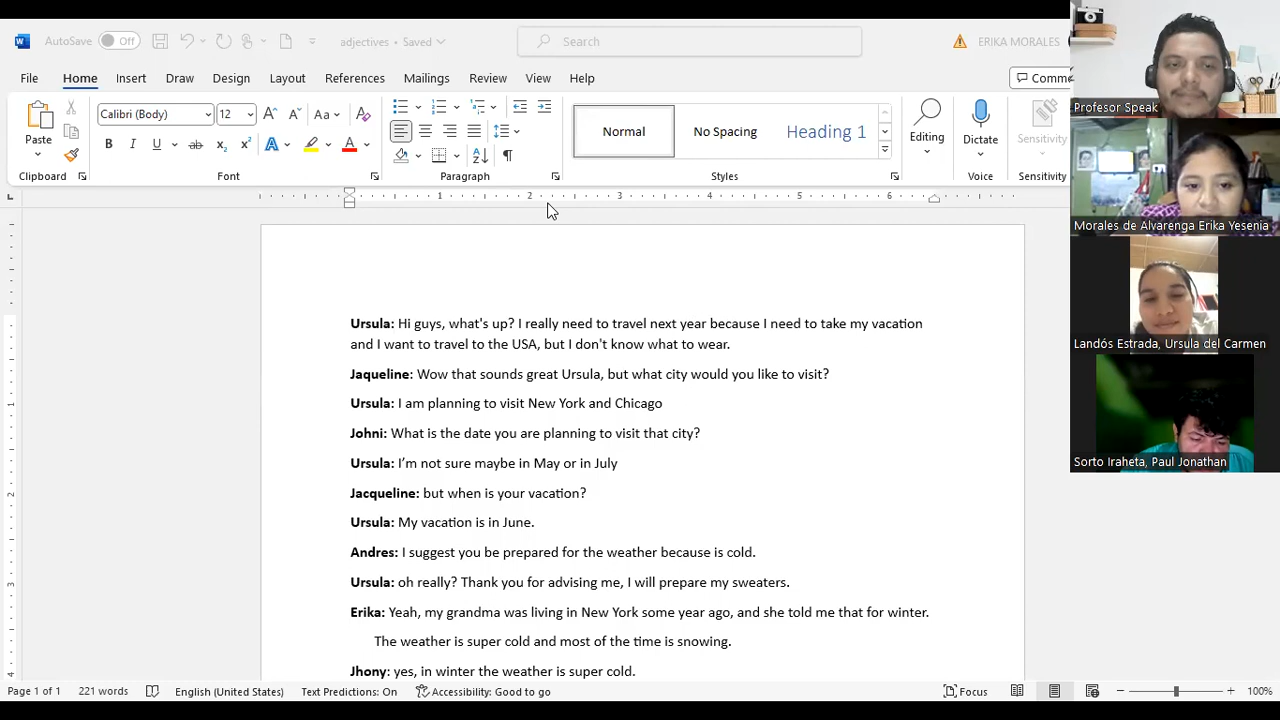 AutoSave Off adjectives - Saved Search ERIKA MORALES
File Home Insert Draw Design Layout References Mailings Review View Help Comme
Paste Calibri (Body) 12 Aa Normal No Spacing Heading 1 Editing Dictate Sensitivity
Clipboard Font Paragraph Styles Voice Sensitivity
Profesor Speak
Morales de Alvarenga Erika Yesenia
Landós Estrada, Ursula del Carmen
Sorto Iraheta, Paul Jonathan
1 2 3 4 5 6
Ursula: Hi guys, what's up? I really need to travel next year because I need to take my vacation
and I want to travel to the USA, but I don't know what to wear.
Jaqueline: Wow that sounds great Ursula, but what city would you like to visit?
Ursula: I am planning to visit New York and Chicago
Johni: What is the date you are planning to visit that city?
Ursula: I'm not sure maybe in May or in July
Jacqueline: but when is your vacation?
Ursula: My vacation is in June.
Andres: I suggest you be prepared for the weather because is cold.
Ursula: oh really? Thank you for advising me, I will prepare my sweaters.
Erika: Yeah, my grandma was living in New York some year ago, and she told me that for winter.
The weather is super cold and most of the time is snowing.
Jhony: yes, in winter the weather is super cold.
Page 1 of 1 221 words English (United States) Text Predictions: On Accessibility: Good to go Focus 100%